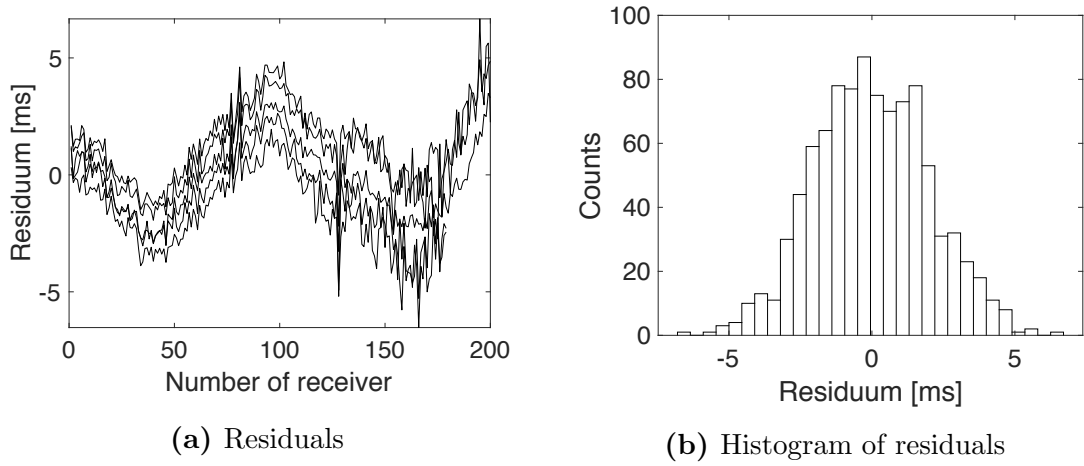 5
0
-5
Residuum [ms]
0 50 100 150 200
Number of receiver
(a) Residuals
100
80
60
40
20
0
Counts
-5 0 5
Residuum [ms]
(b) Histogram of residuals